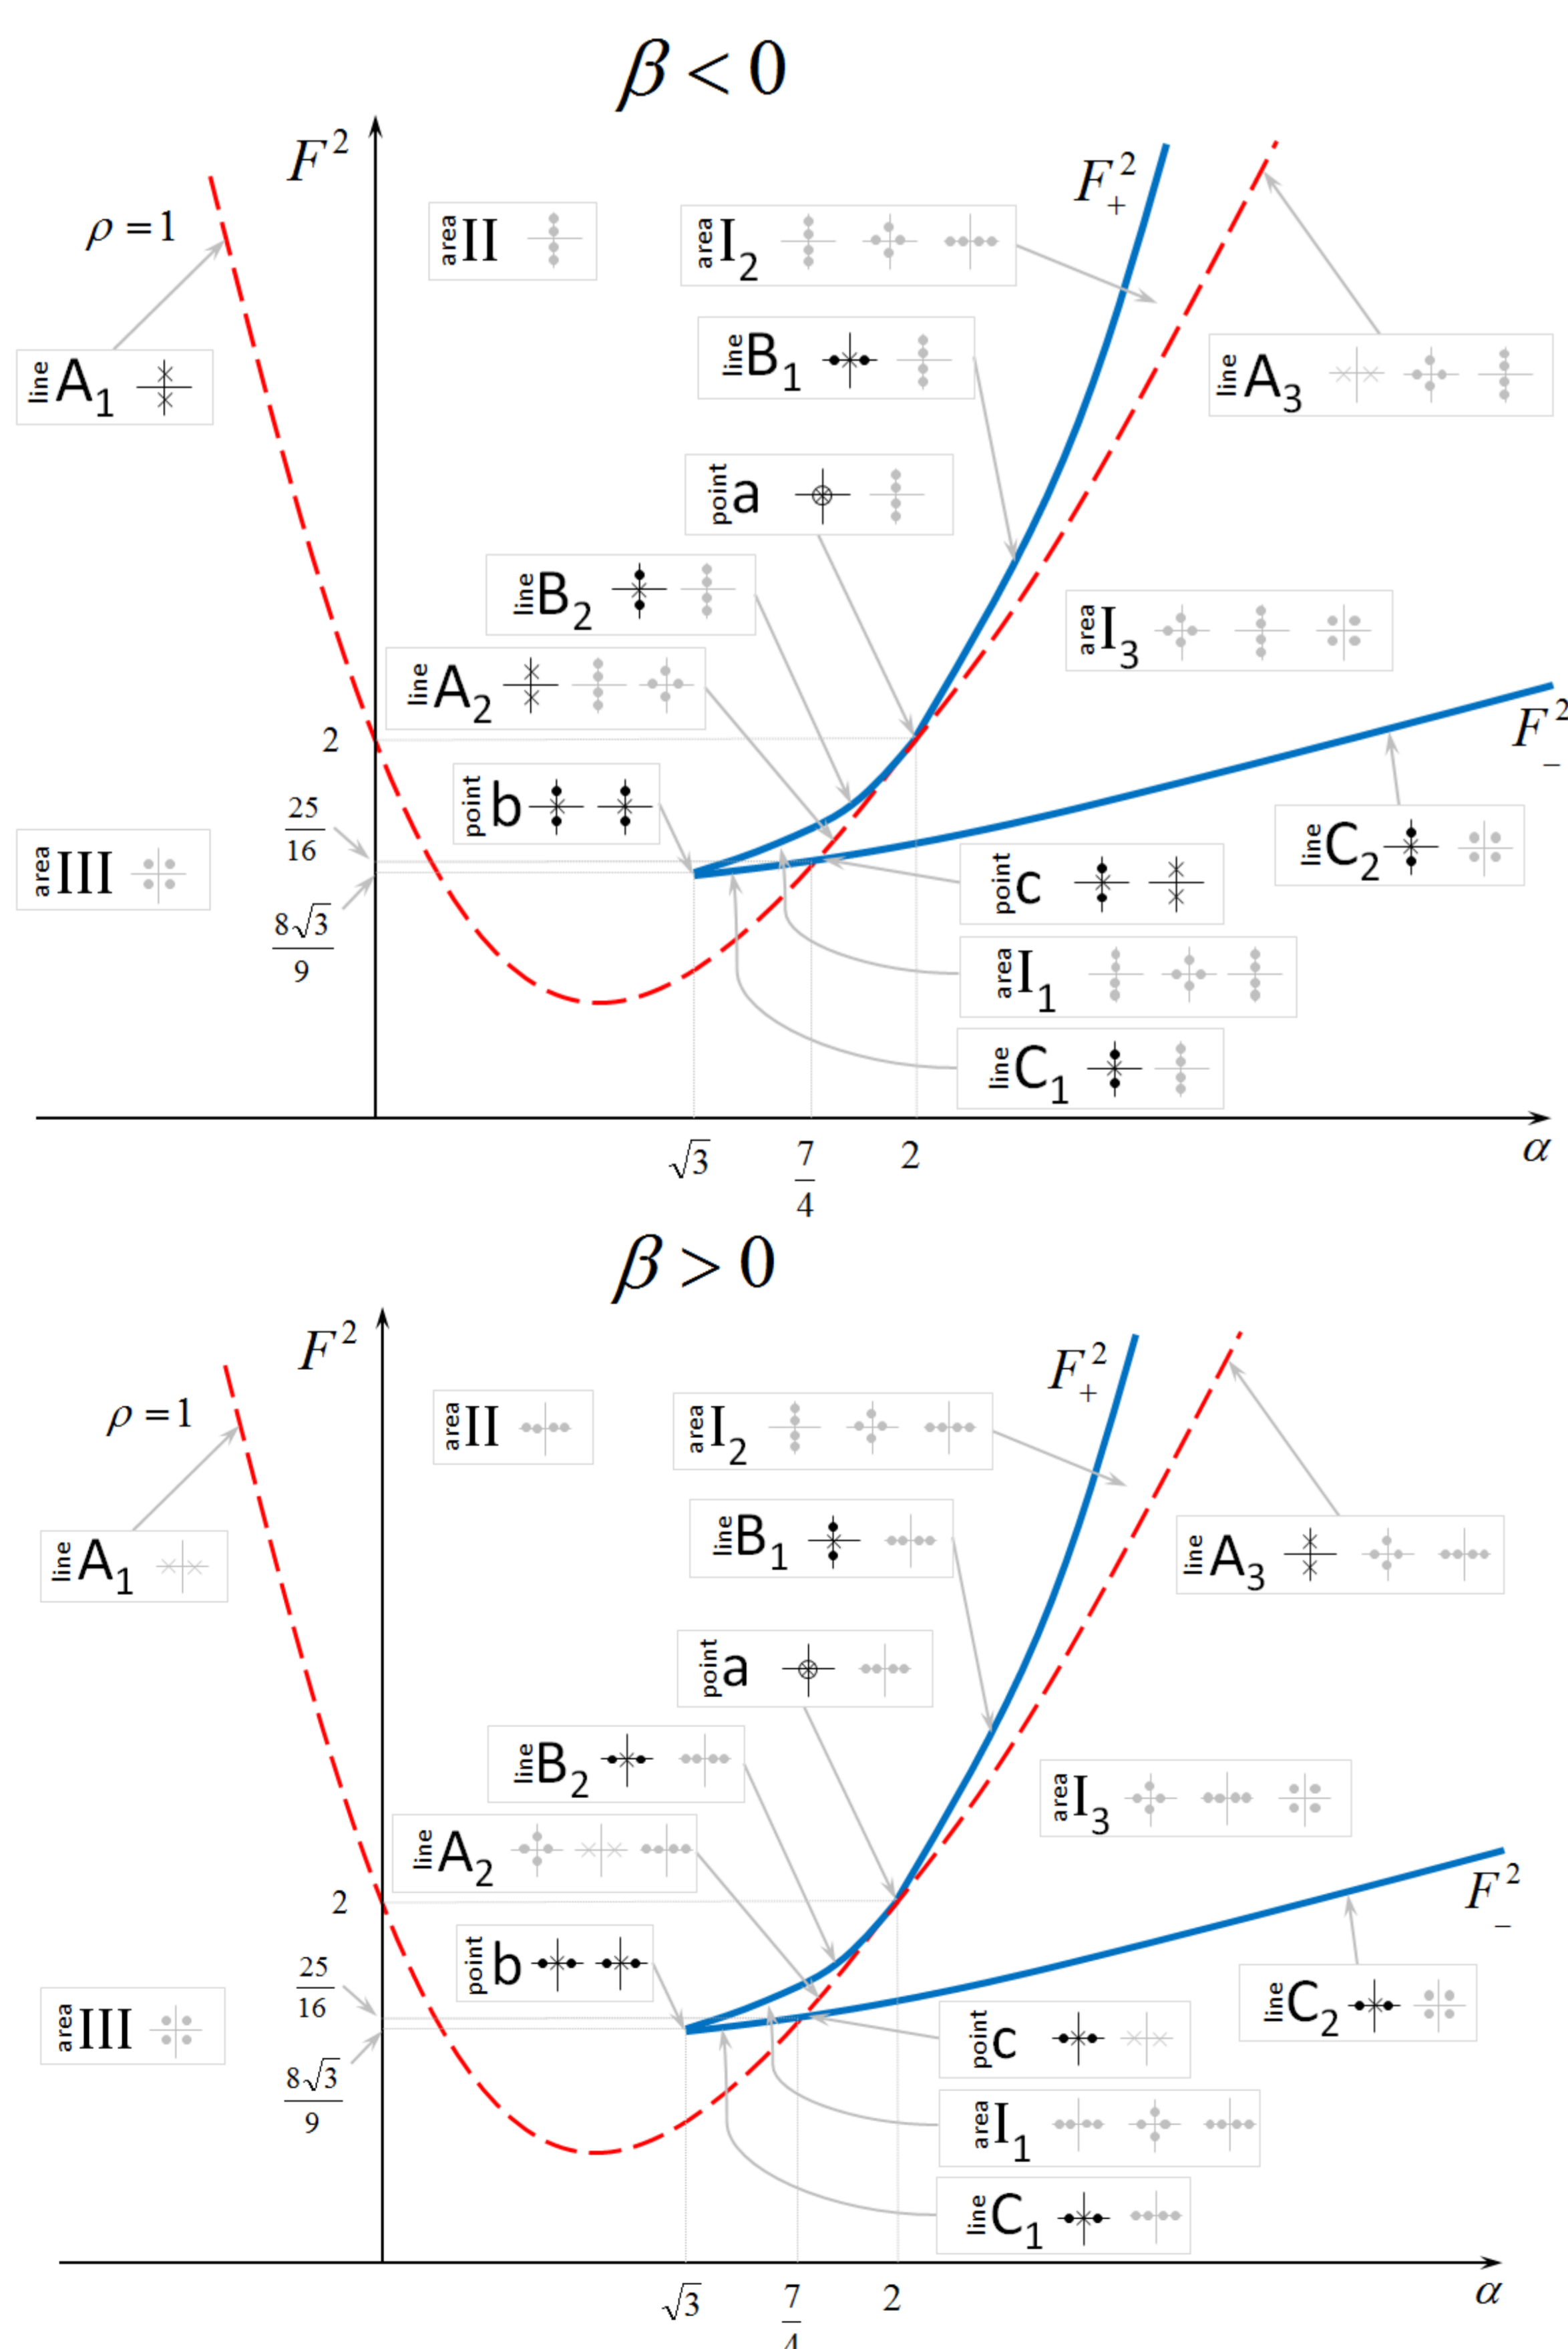 β < 0
F²
F₊²
ρ = 1
area II
area I₂
line B₁
line A₁
line A₃
point a
line B₂
area I₃
line A₂
2
F₋²
point b
25/16
line C₂
area III
point c
8√3/9
area I₁
line C₁
√3
7/4
2
α
β > 0
F²
F₊²
ρ = 1
area II
area I₂
line B₁
line A₁
line A₃
point a
line B₂
area I₃
line A₂
2
F₋²
point b
25/16
line C₂
area III
point c
8√3/9
area I₁
line C₁
√3
7/4
2
α